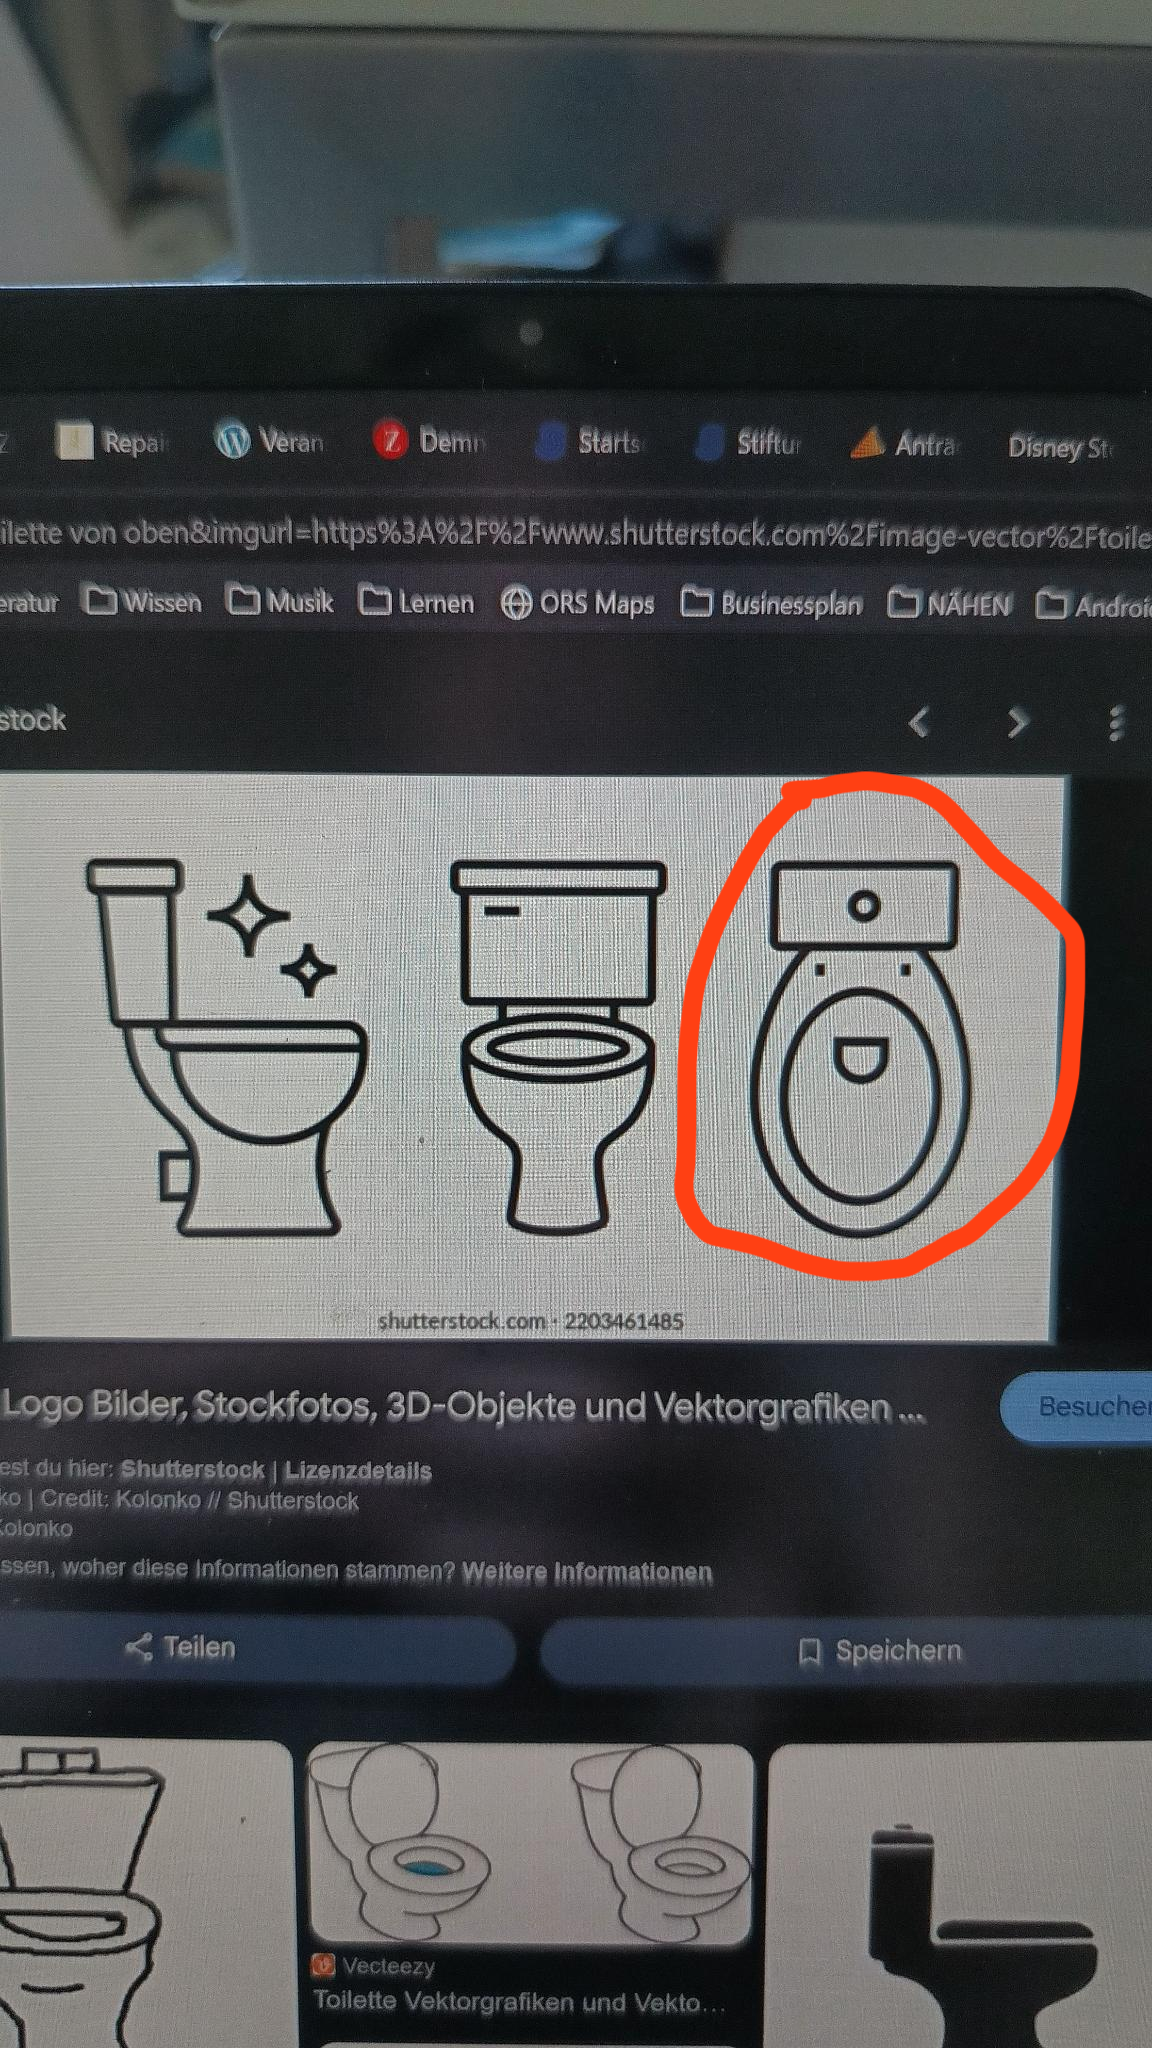 Repai
Veran
Demn
Starts
Stiftur
Anträ
Disney St
ilette von oben&imgurl=https%3A%2F%2Fwww.shutterstock.com%2Fimage-vector%2Ftoile
eratur
Wissen
Musik
Lernen
ORS Maps
Businessplan
NÄHEN
Android
stock
shutterstock.com · 2203461485
Logo Bilder, Stockfotos, 3D-Objekte und Vektorgrafiken ...
Besuchen
est du hier: Shutterstock | Lizenzdetails
ko | Credit: Kolonko // Shutterstock
Kolonko
ssen, woher diese Informationen stammen? Weitere Informationen
Teilen
Speichern
Vecteezy
Toilette Vektorgrafiken und Vekto...